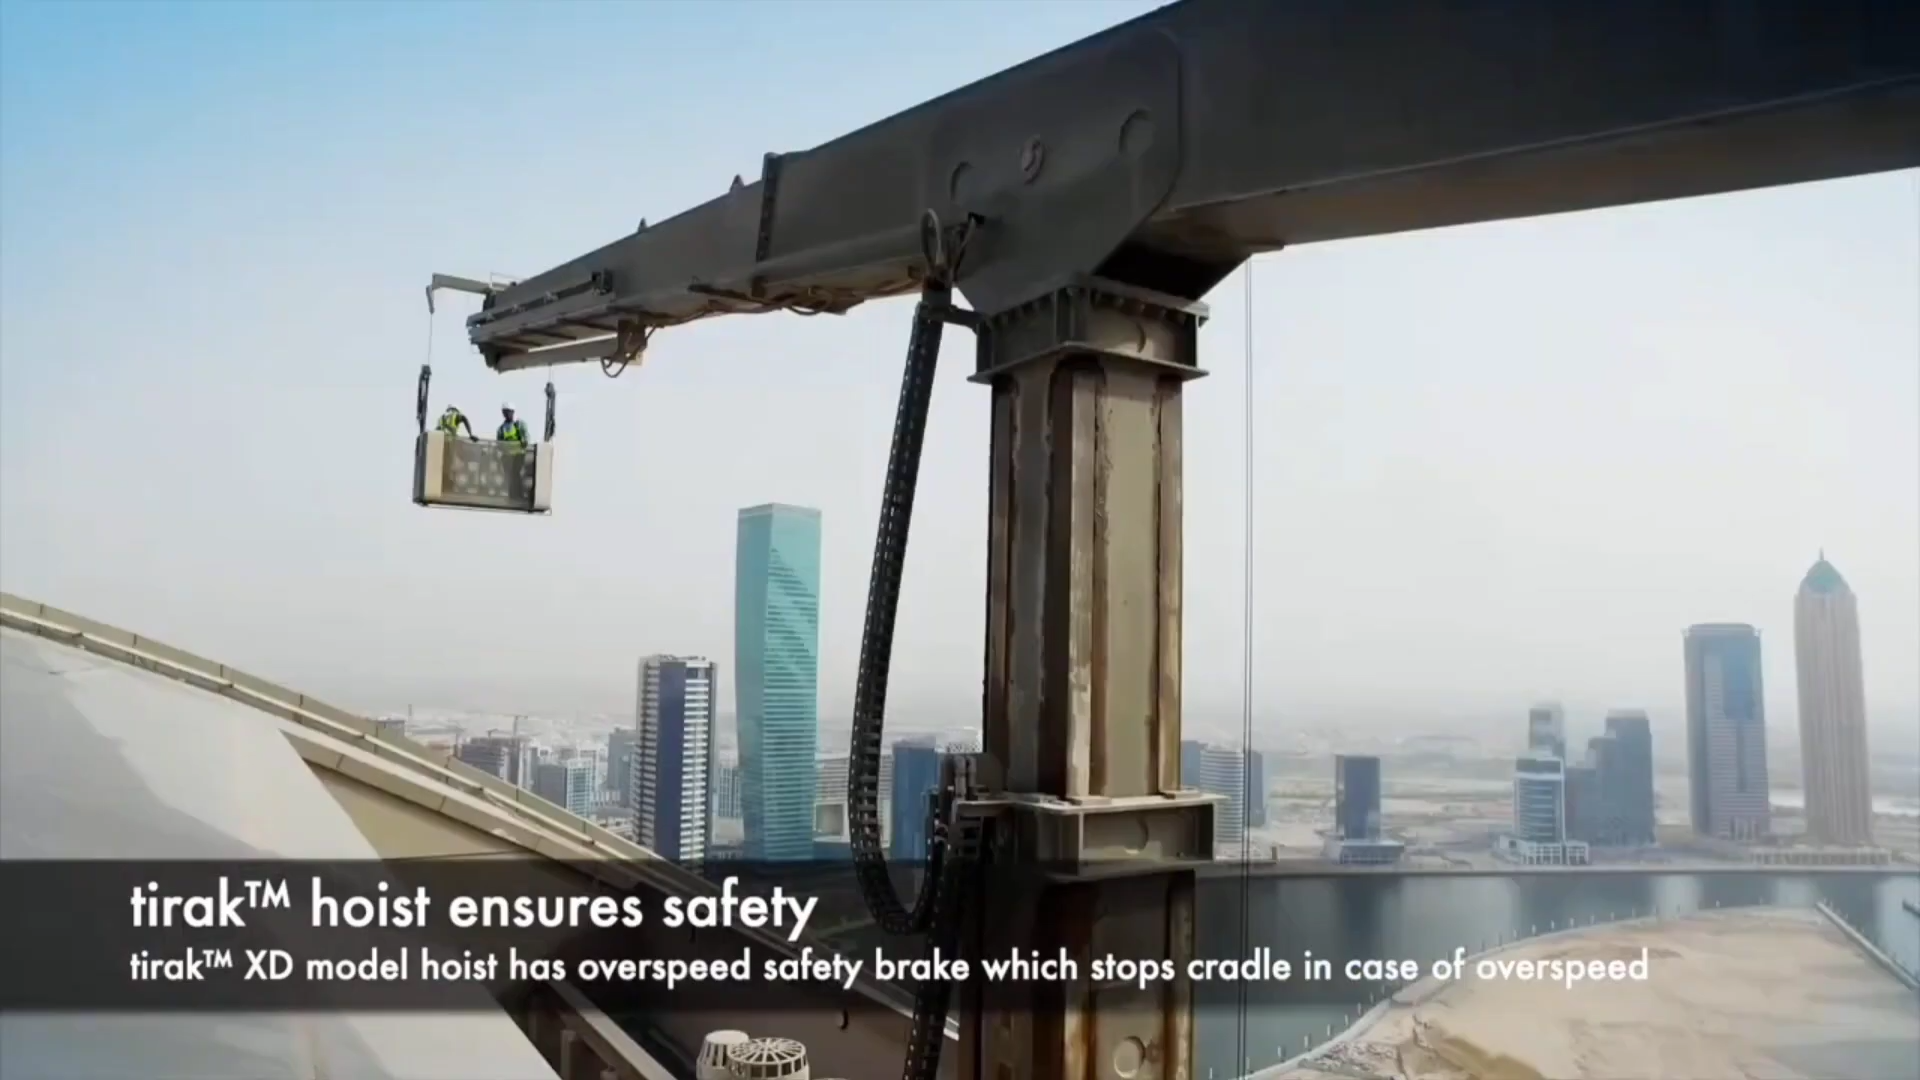 tirak™ hoist ensures safety
tirak™ XD model hoist has overspeed safety brake which stops cradle in case of overspeed